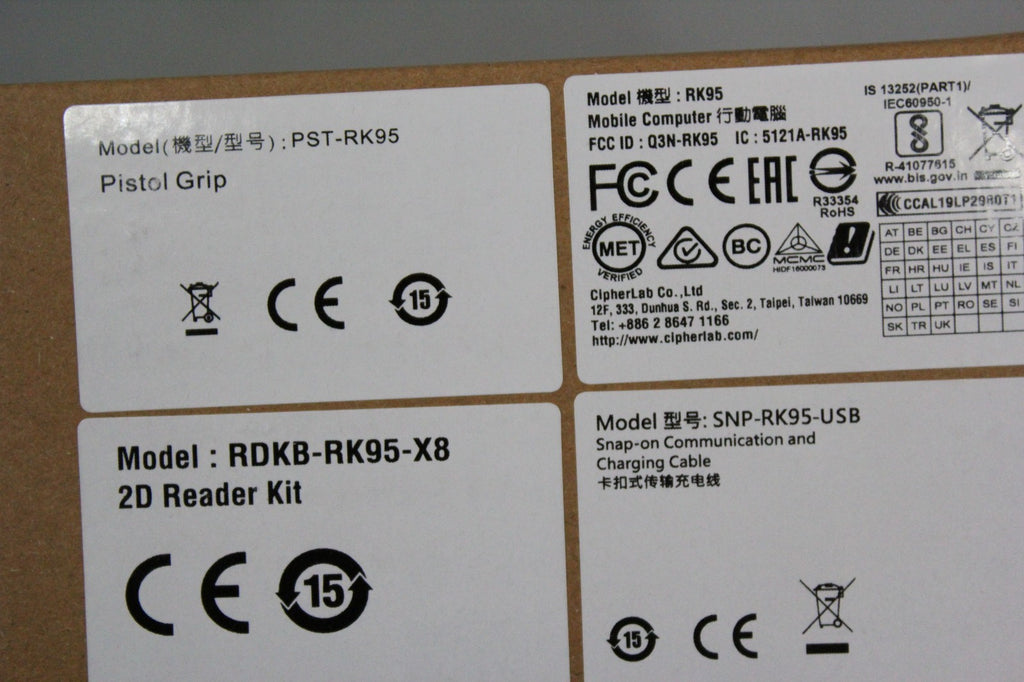 Model(機型/型号): PST-RK95
Pistol Grip
15
Model 機型 : RK95
Mobile Computer 行動電腦
FCC ID : Q3N-RK95 IC : 5121A-RK95
FC CE EAC
R33354
RoHS
IS 13252(PART1)/
IEC60950-1
R-41077615
www.bis.gov.in
ENERGY EFFICIENCY
MET
VERIFIED
BC
MCMC
HIDF16000073
CipherLab Co.,Ltd
12F, 333, Dunhua S. Rd., Sec. 2, Taipei, Taiwan 10669
Tel: +886 2 8647 1166
http://www.cipherlab.com/
AT BE BG CH CY CZ
DE DK EE EL ES FI
FR HR HU IE IS IT
LI LT LU LV MT NL
NO PL PT RO SE SI
SK TR UK
Model : RDKB-RK95-X8
2D Reader Kit
CE 15
Model 型号: SNP-RK95-USB
Snap-on Communication and
Charging Cable
卡扣式传输充电线
15 CE